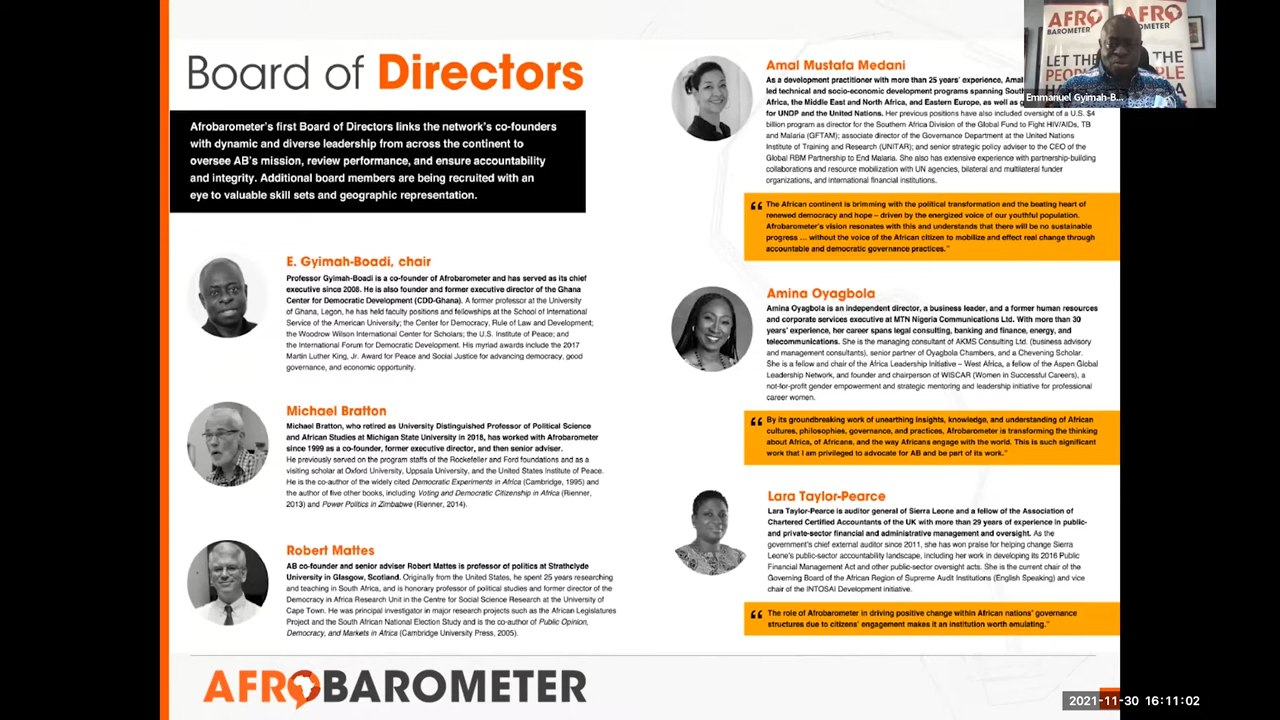 Board of Directors
Afrobarometer's first Board of Directors links the network's co-founders
with dynamic and diverse leadership from across the continent to
oversee AB's mission, review performance, and ensure accountability
and integrity. Additional board members are being recruited with an
eye to valuable skill sets and geographic representation.
E. Gyimah-Boadi, chair
Professor Gyimah-Boadi is a co-founder of Afrobarometer and has served as its chief
executive since 2008. He is also founder and former executive director of the Ghana
Center for Democratic Development (CDD-Ghana). A former professor at the University
of Ghana, Legon, he has held faculty positions and fellowships at the School of International
Service of the American University; the Center for Democracy, Rule of Law and Development;
the Woodrow Wilson International Center for Scholars; the U.S. Institute of Peace; and
the International Forum for Democratic Development. His myriad awards include the 2017
Martin Luther King, Jr. Award for Peace and Social Justice for advancing democracy, good
governance, and economic opportunity.
Michael Bratton
Michael Bratton, who retired as University Distinguished Professor of Political Science
and African Studies at Michigan State University in 2018, has worked with Afrobarometer
since 1999 as a co-founder, former executive director, and then senior adviser.
He previously served on the program staffs of the Rockefeller and Ford foundations and as a
visiting scholar at Oxford University, Uppsala University, and the United States Institute of Peace.
He is the co-author of the widely cited Democratic Experiments in Africa (Cambridge, 1995) and
the author of five other books, including Voting and Democratic Citizenship in Africa (Rienner,
2013) and Power Politics in Zimbabwe (Rienner, 2014).
Robert Mattes
AB co-founder and senior adviser Robert Mattes is professor of politics at Strathclyde
University in Glasgow, Scotland. Originally from the United States, he spent 25 years researching
and teaching in South Africa, and is honorary professor of political studies and former director of the
Democracy in Africa Research Unit in the Centre for Social Science Research at the University of
Cape Town. He was principal investigator in major research projects such as the African Legislatures
Project and the South African National Election Study and is the co-author of Public Opinion,
Democracy, and Markets in Africa (Cambridge University Press, 2005).
Amal Mustafa Medani
As a development practitioner with more than 25 years' experience, Amal
led technical and socio-economic development programs spanning South
Africa, the Middle East and North Africa, and Eastern Europe, as well as
for UNDP and the United Nations. Her previous positions have also included oversight of a U.S. $4
billion program as director for the Southern Africa Division of the Global Fund to Fight HIV/AIDs, TB
and Malaria (GFTAM); associate director of the Governance Department at the United Nations
Institute of Training and Research (UNITAR); and senior strategic policy adviser to the CEO of the
Global RBM Partnership to End Malaria. She also has extensive experience with partnership-building
collaborations and resource mobilization with UN agencies, bilateral and multilateral funder
organizations, and international financial institutions.
“ The African continent is brimming with the political transformation and the beating heart of
renewed democracy and hope – driven by the energized voice of our youthful population.
Afrobarometer's vision resonates with this and understands that there will be no sustainable
progress ... without the voice of the African citizen to mobilize and effect real change through
accountable and democratic governance practices."
Amina Oyagbola
Amina Oyagbola is an independent director, a business leader, and a former human resources
and corporate services executive at MTN Nigeria Communications Ltd. With more than 30
years' experience, her career spans legal consulting, banking and finance, energy, and
telecommunications. She is the managing consultant of AKMS Consulting Ltd. (business advisory
and management consultants), senior partner of Oyagbola Chambers, and a Chevening Scholar.
She is a fellow and chair of the Africa Leadership Initiative – West Africa, a fellow of the Aspen Global
Leadership Network, and founder and chairperson of WISCAR (Women in Successful Careers), a
not-for-profit gender empowerment and strategic mentoring and leadership initiative for professional
career women.
“ By its groundbreaking work of unearthing insights, knowledge, and understanding of African
cultures, philosophies, governance, and practices, Afrobarometer is transforming the thinking
about Africa, of Africans, and the way Africans engage with the world. This is such significant
work that I am privileged to advocate for AB and be part of its work."
Lara Taylor-Pearce
Lara Taylor-Pearce is auditor general of Sierra Leone and a fellow of the Association of
Chartered Certified Accountants of the UK with more than 29 years of experience in public-
and private-sector financial and administrative management and oversight. As the
government's chief external auditor since 2011, she has won praise for helping change Sierra
Leone's public-sector accountability landscape, including her work in developing its 2016 Public
Financial Management Act and other public-sector oversight acts. She is the current chair of the
Governing Board of the African Region of Supreme Audit Institutions (English Speaking) and vice
chair of the INTOSAI Development initiative.
“ The role of Afrobarometer in driving positive change within African nations' governance
structures due to citizens' engagement makes it an institution worth emulating."
AFROBAROMETER
AFRO BAROMETER
AFRO BAROMETER
LET THE
PEOPLE
THE
Emmanuel Gyimah-B...
2021-11-30 16:11:02